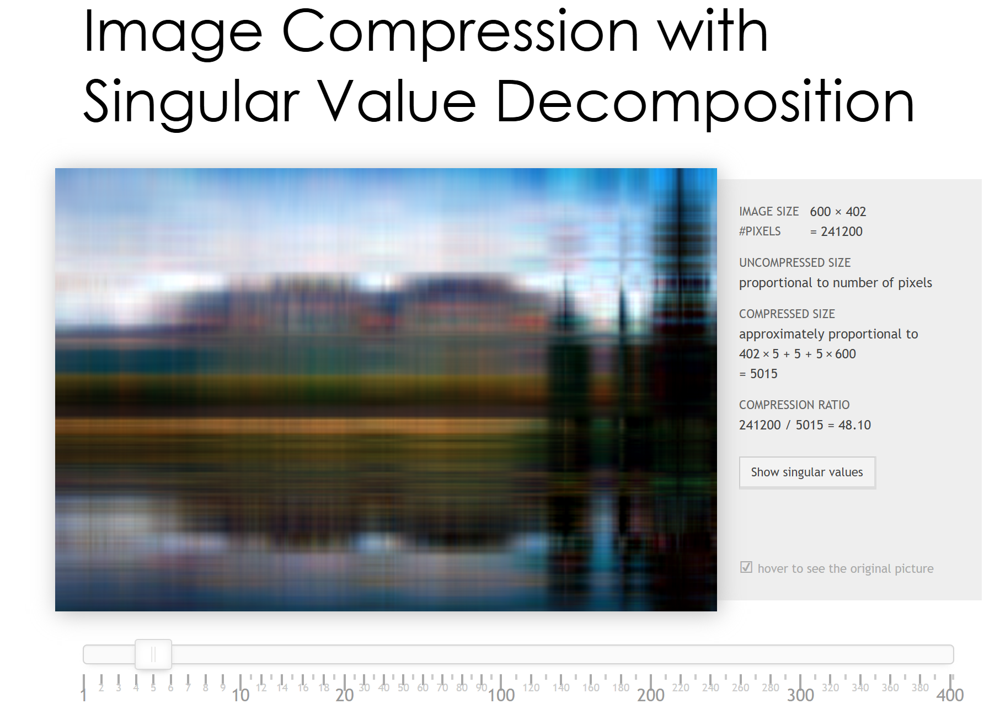 Image Compression with
Singular Value Decomposition
IMAGE SIZE 600 × 402
#PIXELS = 241200
UNCOMPRESSED SIZE
proportional to number of pixels
COMPRESSED SIZE
approximately proportional to
402 × 5 + 5 + 5 × 600
= 5015
COMPRESSION RATIO
241200 / 5015 = 48.10
Show singular values
hover to see the original picture
1 2 3 4 5 6 7 8 9 10 12 14 16 18 20 30 40 50 60 70 80 90 100 120 140 160 180 200 220 240 260 280 300 320 340 360 380 400